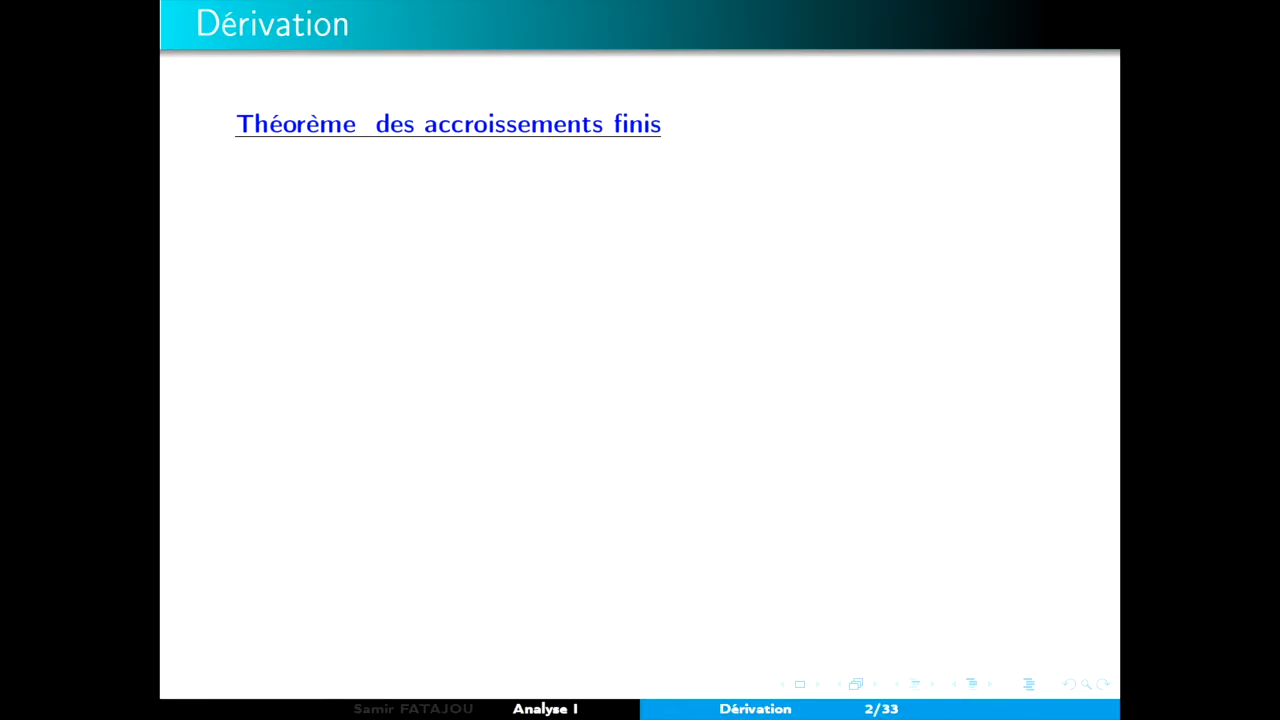 Dérivation
Théorème des accroissements finis
Samir FATAJOU Analyse I Dérivation 2/33